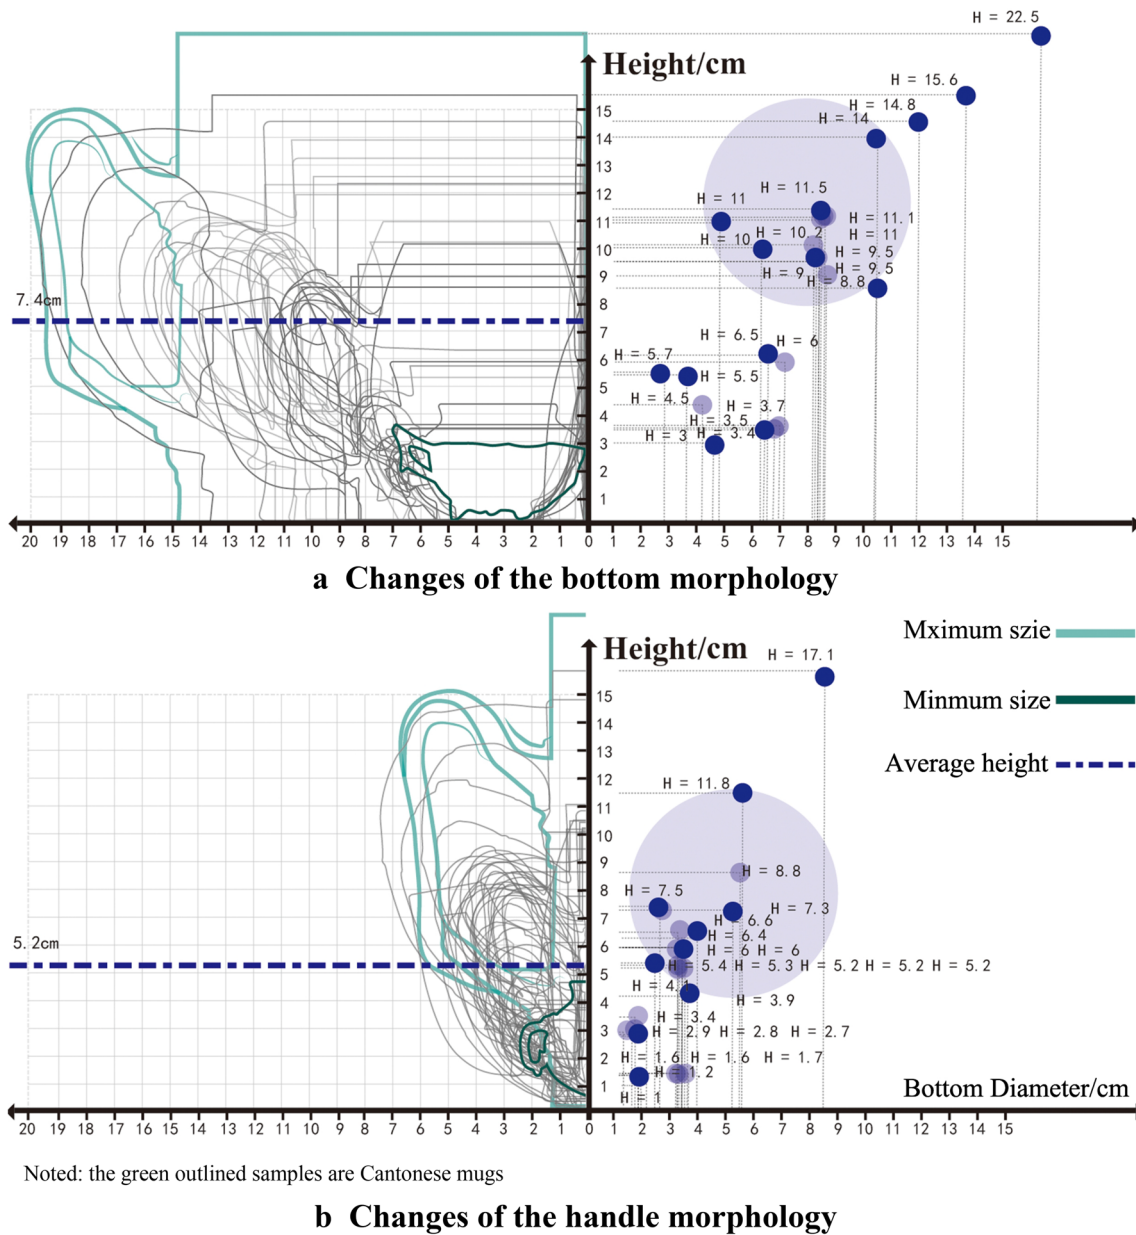 H = 22.5
Height/cm
H = 15.6
H = 14.8
H = 14
H = 11.5
H = 11
H = 11.1
H = 10.2
H = 11
H = 10
H = 9.5
H = 9
H = 9.5
H = 8.8
7.4cm
H = 6.5
H = 6
H = 5.7
H = 5.5
H = 4.5
H = 3.7
H = 3.5
H = 3
H = 3.4
15
14
13
12
11
10
9
8
7
6
5
4
3
2
1
20 19 18 17 16 15 14 13 12 11 10 9 8 7 6 5 4 3 2 1 0 1 2 3 4 5 6 7 8 9 10 11 12 13 14 15
a Changes of the bottom morphology
Height/cm
Mximum szie
Minmum size
Average height
H = 17.1
H = 11.8
H = 8.8
H = 7.5
H = 7.3
H = 6.6
H = 6.4
H = 6 H = 6
5.2cm
H = 5.4 H = 5.3 H = 5.2 H = 5.2 H = 5.2
H = 4.1
H = 3.9
H = 3.4
H = 2.9 H = 2.8 H = 2.7
H = 1.6 H = 1.6 H = 1.7
H = 1.2
H = 1
15
14
13
12
11
10
9
8
7
6
5
4
3
2
1
Bottom Diameter/cm
20 19 18 17 16 15 14 13 12 11 10 9 8 7 6 5 4 3 2 1 0 1 2 3 4 5 6 7 8 9 10 11 12 13 14 15
Noted: the green outlined samples are Cantonese mugs
b Changes of the handle morphology